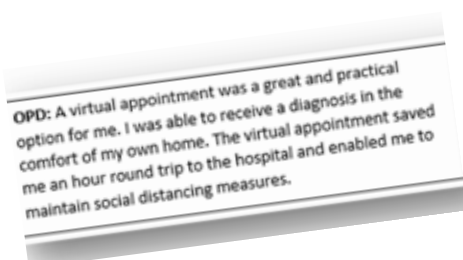 OPD: A virtual appointment was a great and practical
option for me. I was able to receive a diagnosis in the
comfort of my own home. The virtual appointment saved
me an hour round trip to the hospital and enabled me to
maintain social distancing measures.